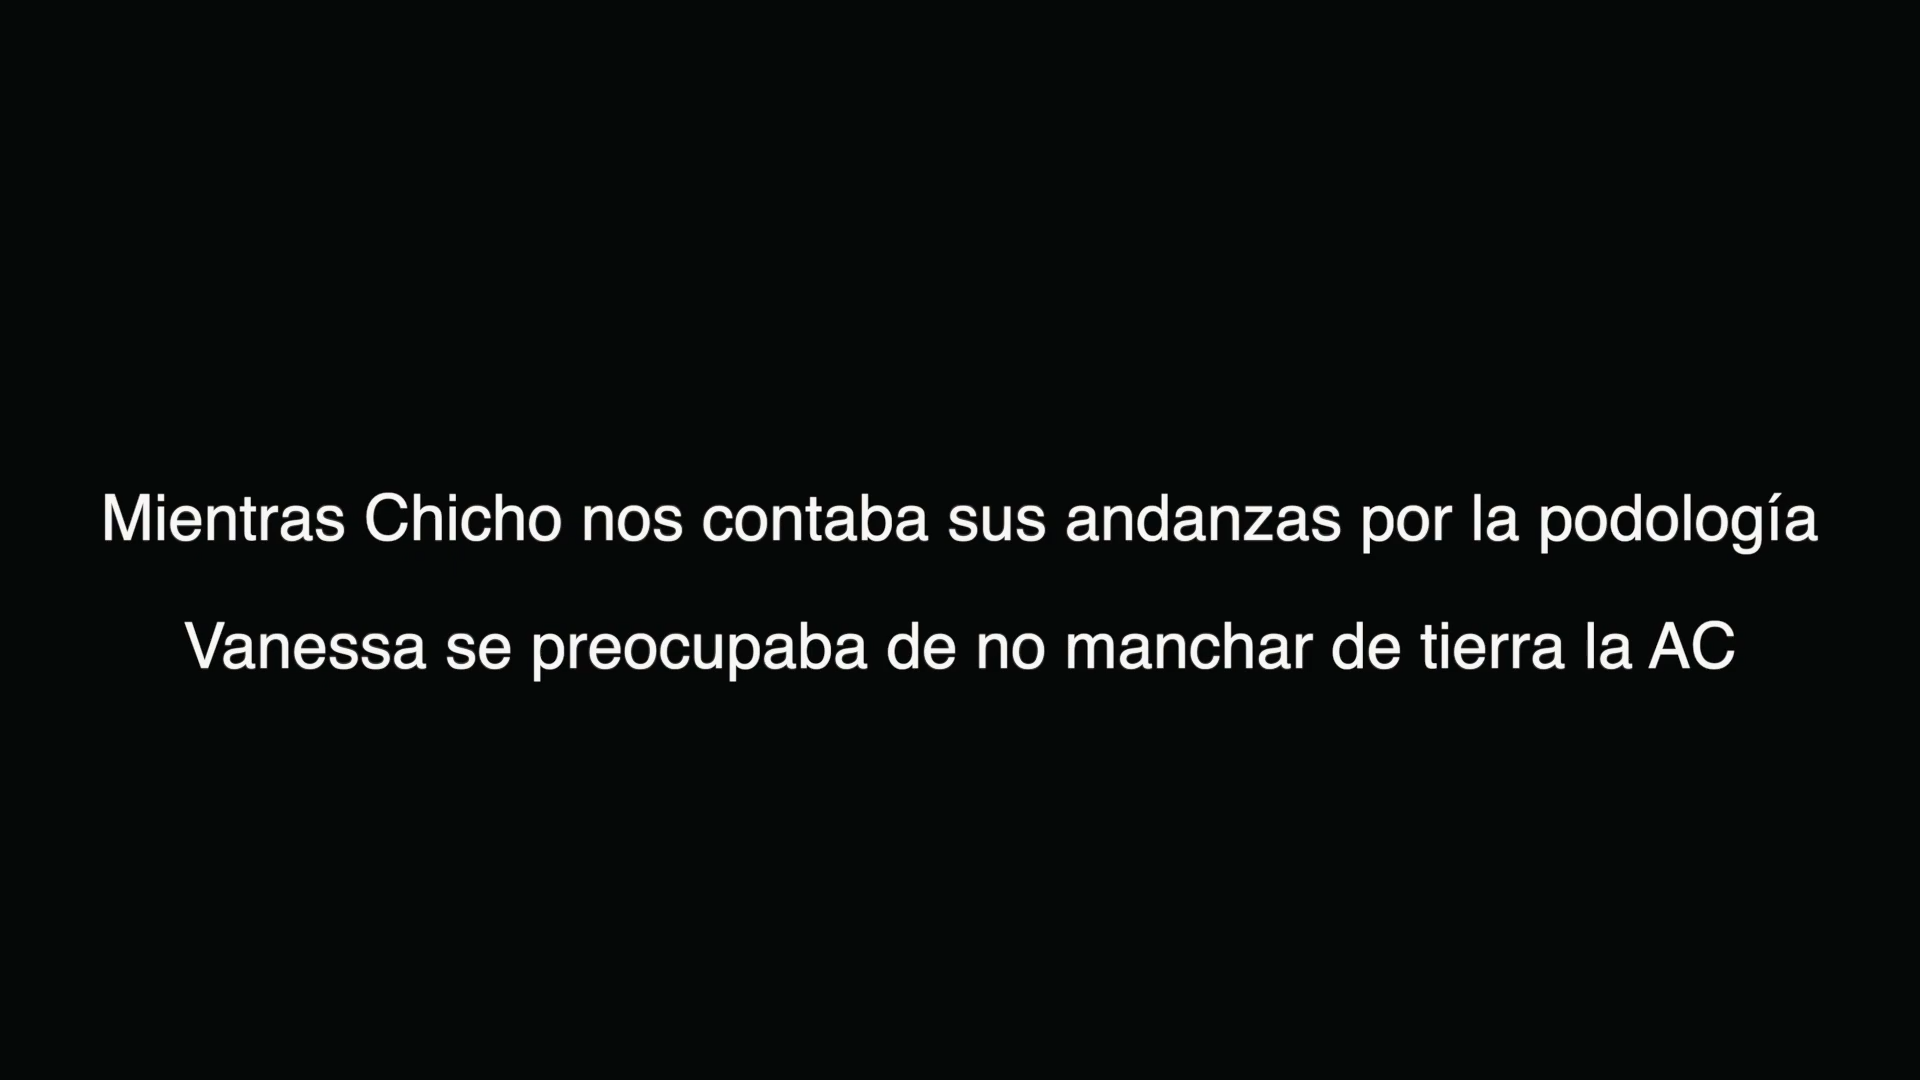 Mientras Chicho nos contaba sus andanzas por la podología
Vanessa se preocupaba de no manchar de tierra la AC